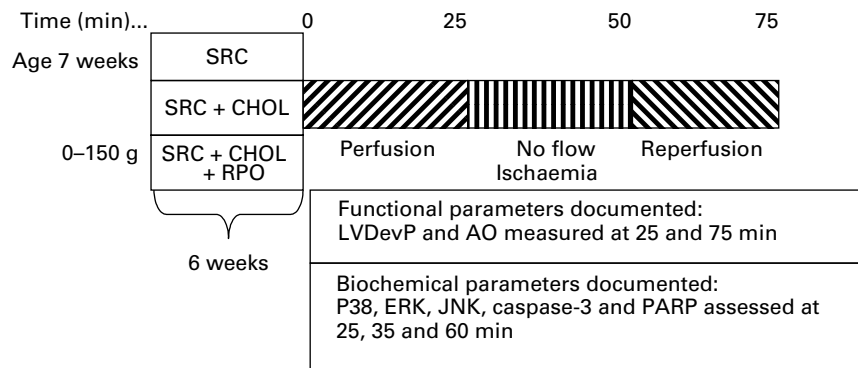 Time (min)... 0 25 50 75
Age 7 weeks
SRC
SRC + CHOL
0–150 g
SRC + CHOL
+ RPO
Perfusion
No flow
Ischaemia
Reperfusion
6 weeks
Functional parameters documented:
LVDevP and AO measured at 25 and 75 min
Biochemical parameters documented:
P38, ERK, JNK, caspase-3 and PARP assessed at
25, 35 and 60 min